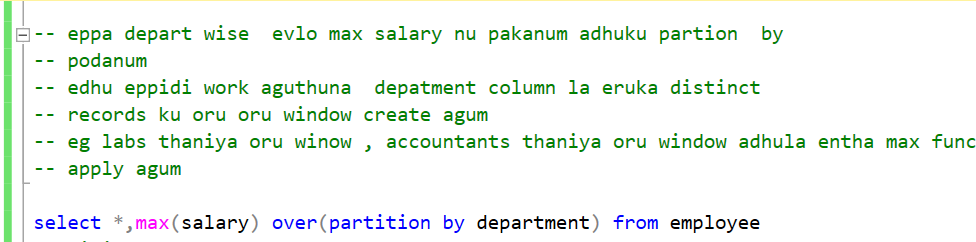 -- eppa depart wise  evlo max salary nu pakanum adhuku partion  by
-- podanum
-- edhu eppidi work aguthuna  depatment column la eruka distinct
-- records ku oru oru window create agum
-- eg labs thaniya oru winow , accountants thaniya oru window adhula entha max func
-- apply agum
select *,max(salary) over(partition by department) from employee